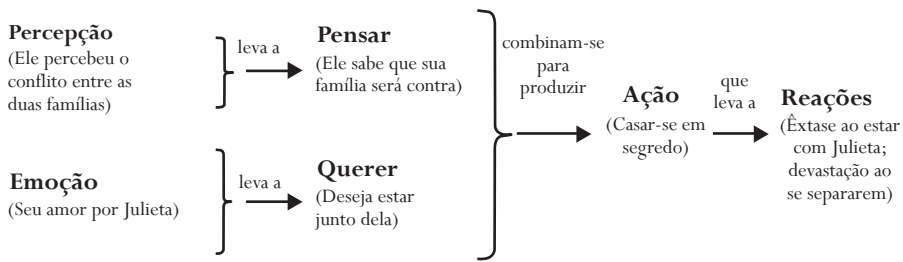 Percepção
(Ele percebeu o
conflito entre as
duas famílias)
leva a
Pensar
(Ele sabe que sua
família será contra)
Emoção
(Seu amor por Julieta)
leva a
Querer
(Deseja estar
junto dela)
combinam-se
para
produzir
Ação
(Casar-se em
segredo)
que
leva a
Reações
(Êxtase ao estar
com Julieta;
devastação ao
se separarem)